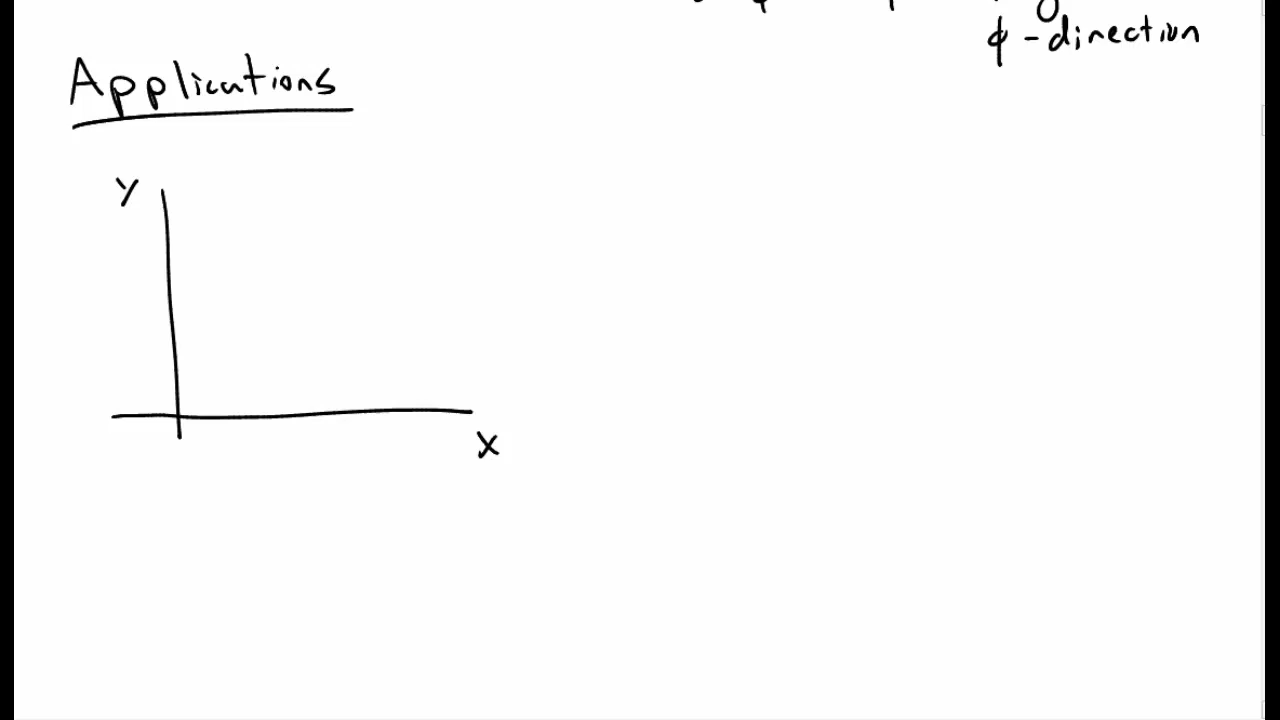 ϕ - direction
Applications
y
x